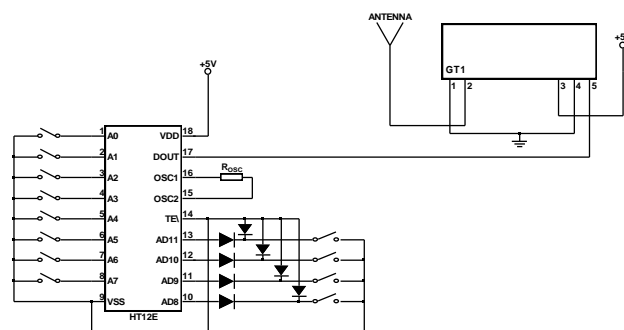 ANTENNA
+5
GT1
1 2 3 4 5
+5V
1 A0 VDD 18
2 A1 DOUT 17
3 A2 OSC1 16 ROSC
4 A3 OSC2 15
5 A4 TE\ 14
6 A5 AD11 13
7 A6 AD10 12
8 A7 AD9 11
9 VSS AD8 10
HT12E